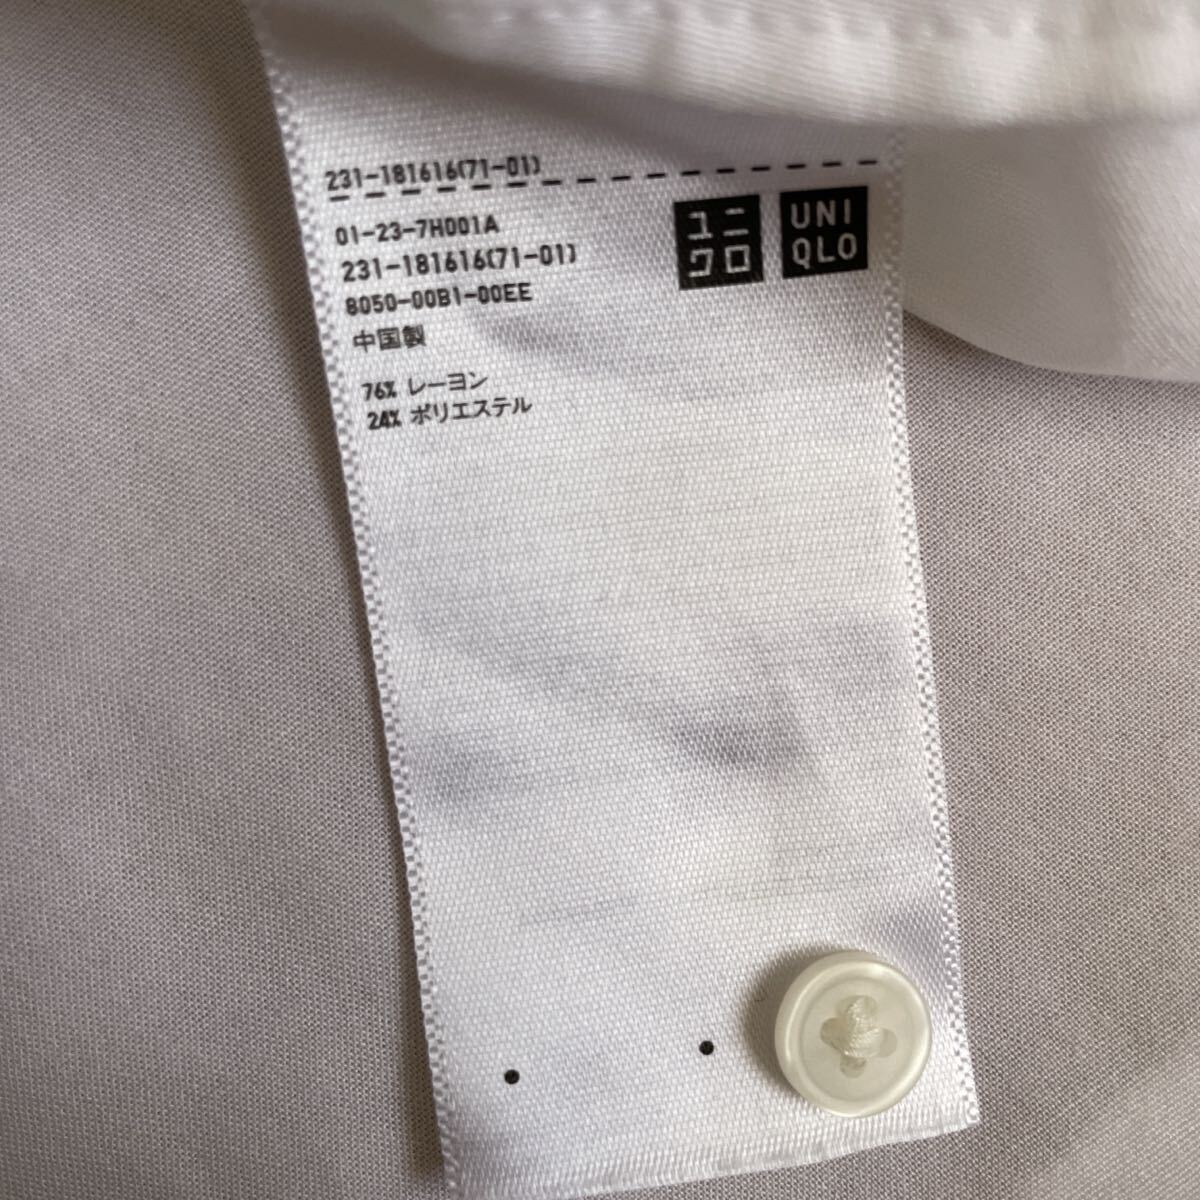 231-181616(71-01)
01-23-7H001A
231-181616(71-01)
8050-00B1-00EE
中国製
76% レーヨン
24% ポリエステル
ユニ
クロ
UNI
QLO